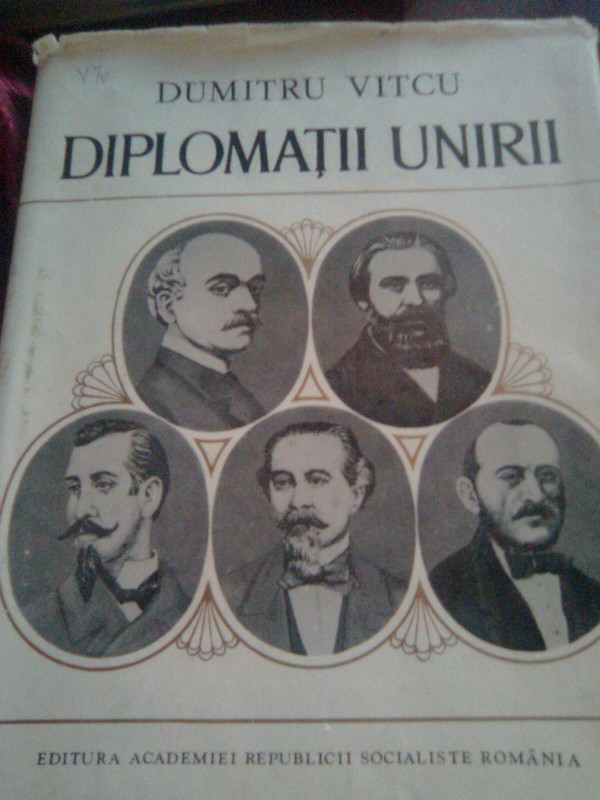 DUMITRU VITCU
DIPLOMAȚII UNIRII
EDITURA ACADEMIEI REPUBLICII SOCIALISTE ROMÂNIA